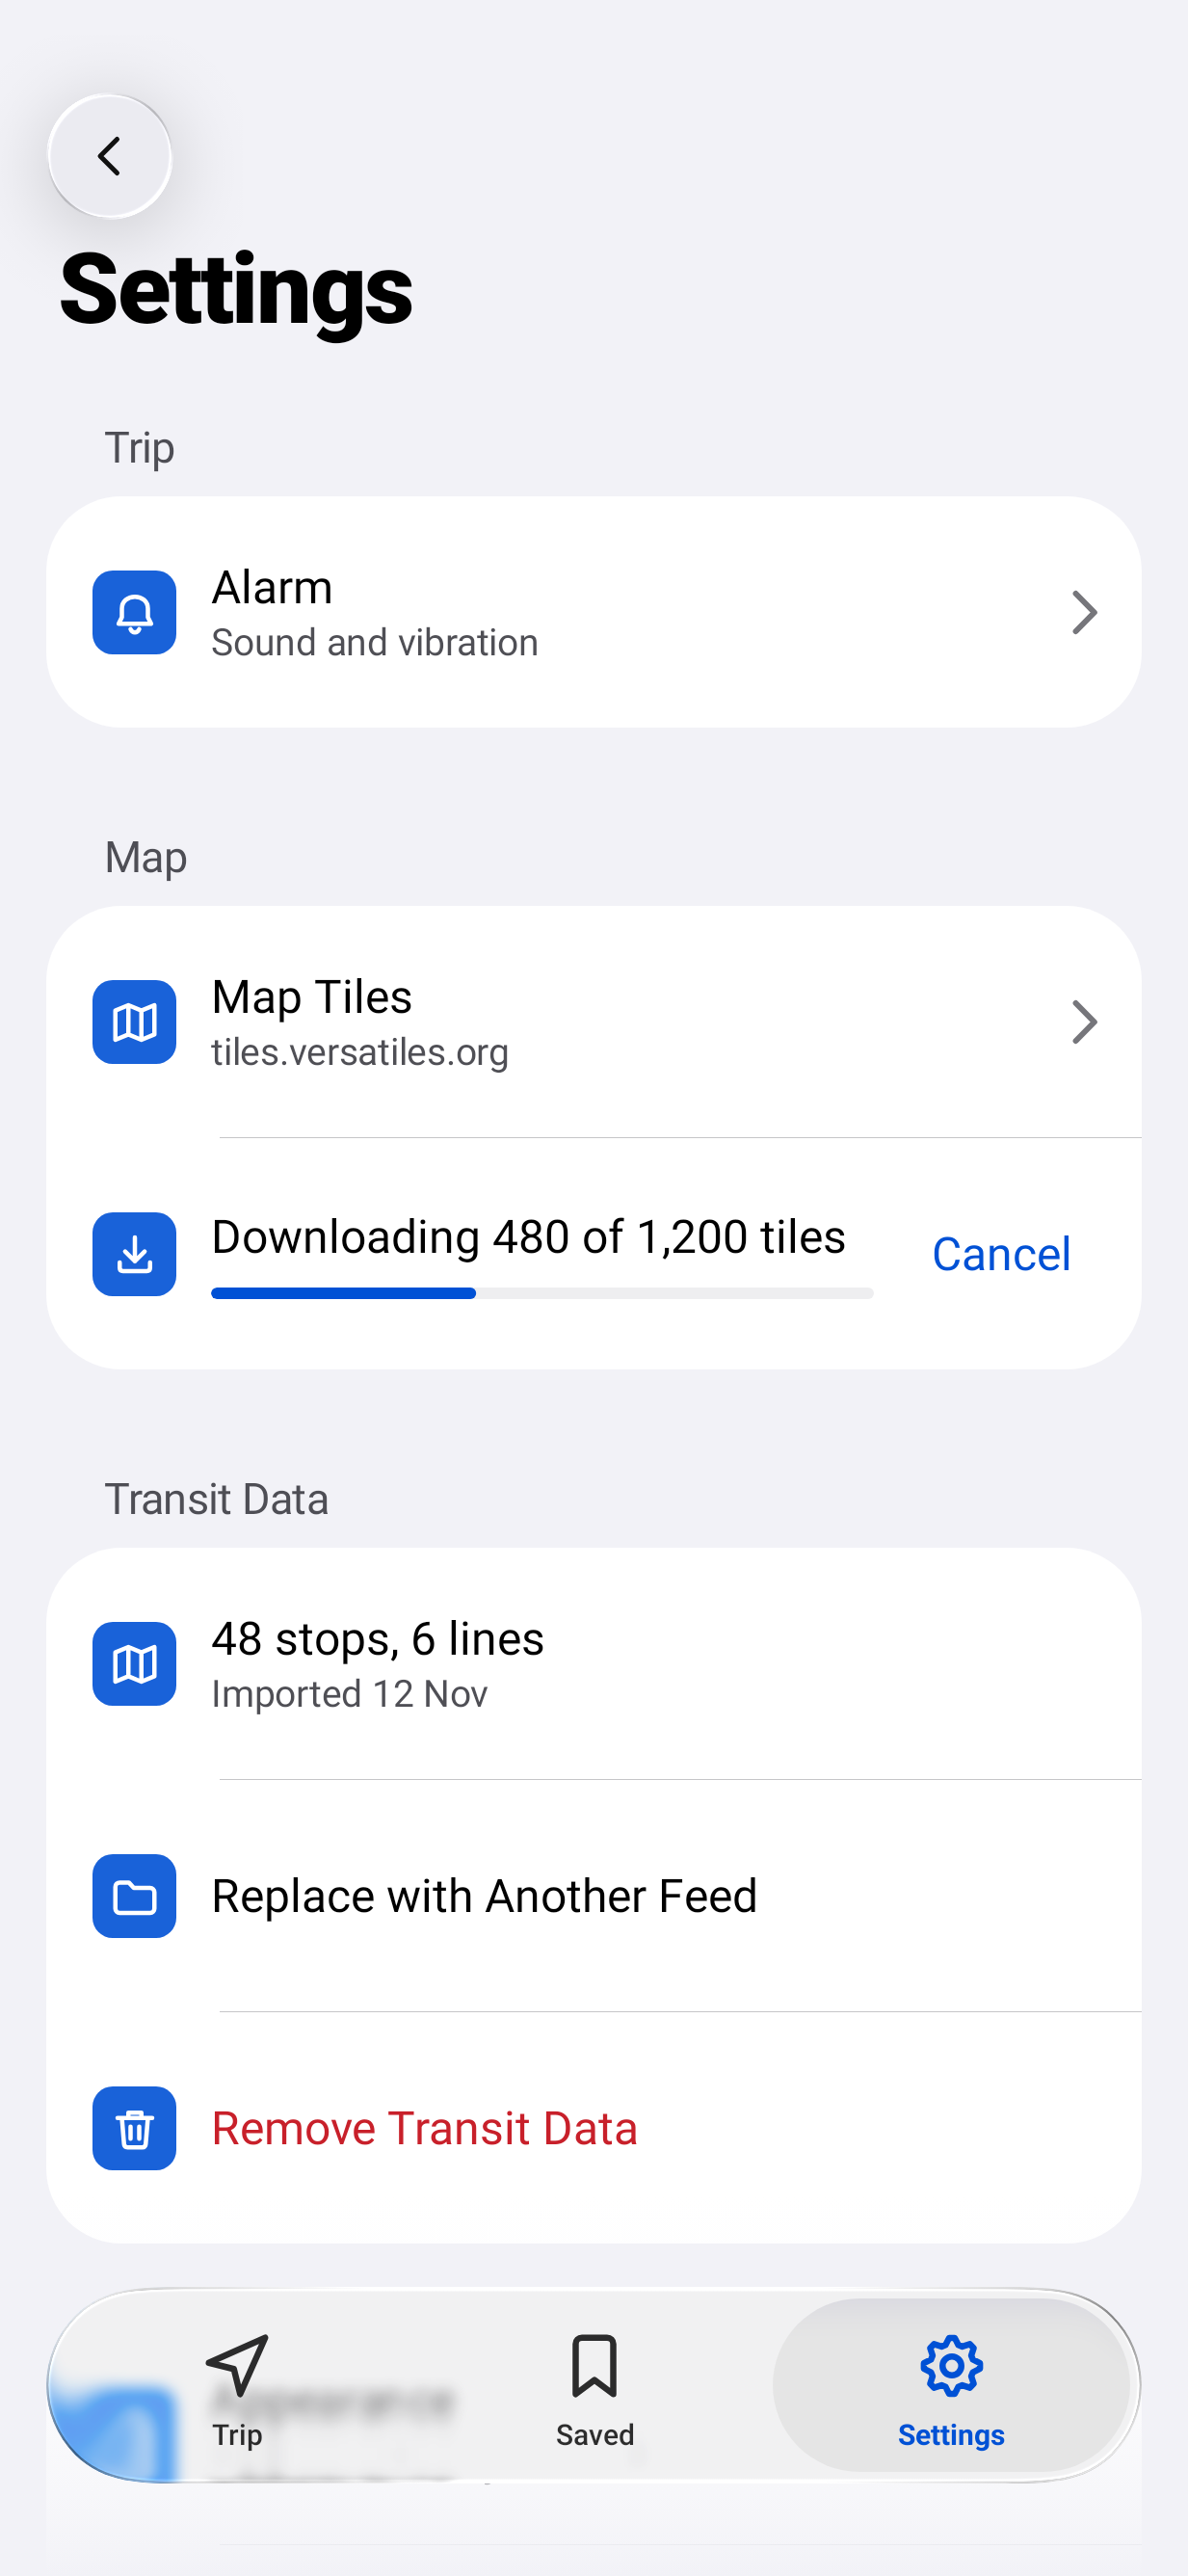 Settings
Trip
Alarm
Sound and vibration
Map
Map Tiles
tiles.versatiles.org
Downloading 480 of 1,200 tiles
Cancel
Transit Data
48 stops, 6 lines
Imported 12 Nov
Replace with Another Feed
Remove Transit Data
Appearance
Trip
Saved
Settings